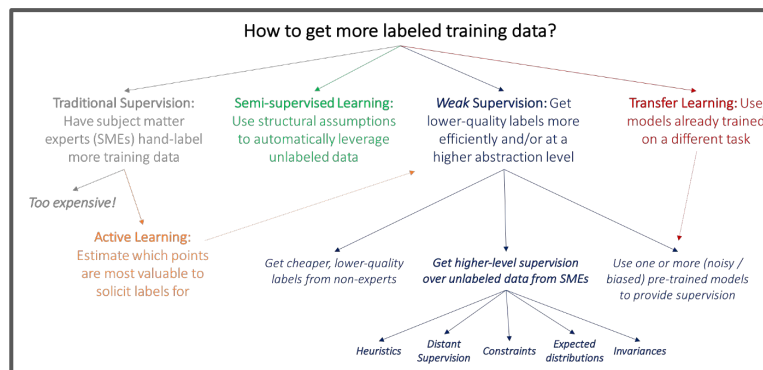 How to get more labeled training data?
Traditional Supervision:
Have subject matter
experts (SMEs) hand-label
more training data
Semi-supervised Learning:
Use structural assumptions
to automatically leverage
unlabeled data
Weak Supervision: Get
lower-quality labels more
efficiently and/or at a
higher abstraction level
Transfer Learning: Use
models already trained
on a different task
Too expensive!
Active Learning:
Estimate which points
are most valuable to
solicit labels for
Get cheaper, lower-quality
labels from non-experts
Get higher-level supervision
over unlabeled data from SMEs
Use one or more (noisy /
biased) pre-trained models
to provide supervision
Heuristics
Distant
Supervision
Constraints
Expected
distributions
Invariances